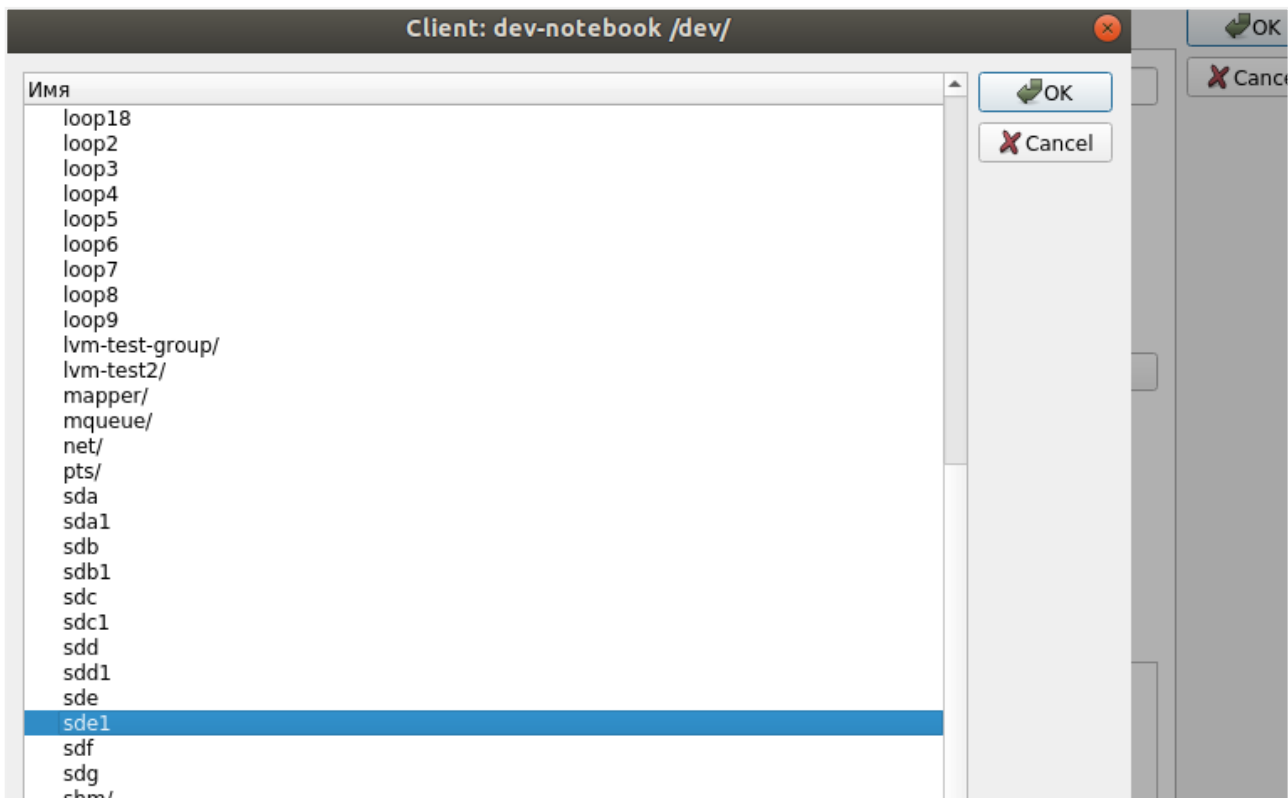 Client: dev-notebook /dev/
OK
Имя
OK
Cancel
loop18
Cancel
loop2
loop3
loop4
loop5
loop6
loop7
loop8
loop9
lvm-test-group/
lvm-test2/
mapper/
mqueue/
net/
pts/
sda
sda1
sdb
sdb1
sdc
sdc1
sdd
sdd1
sde
sde1
sdf
sdg